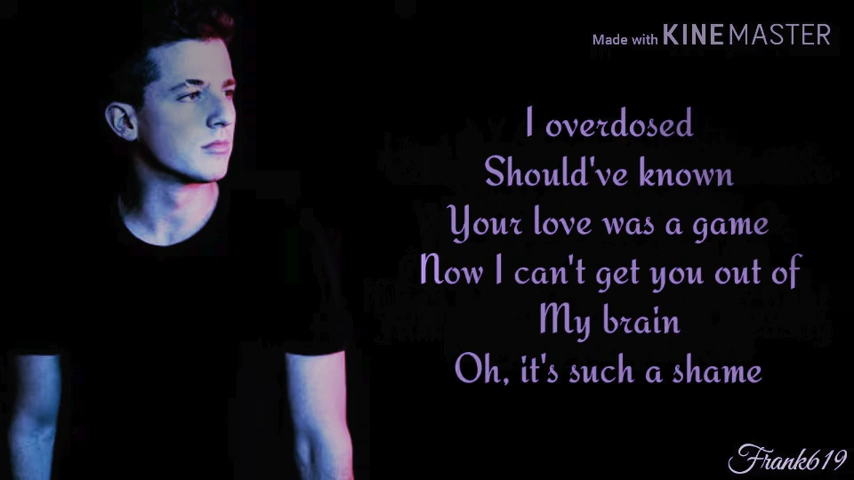 Made with KINEMASTER
I overdosed
Should've known
Your love was a game
Now I can't get you out of
My brain
Oh, it's such a shame
Frank619